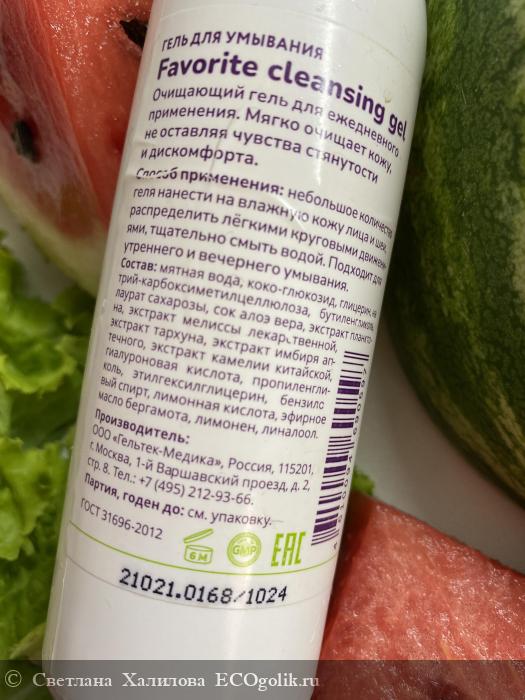 ГЕЛЬ ДЛЯ УМЫВАНИЯ
Favorite cleansing gel
Очищающий гель для ежедневного
применения. Мягко очищает кожу,
не оставляя чувства стянутости
и дискомфорта.
Способ применения: небольшое количество
геля нанести на влажную кожу лица и шеи,
распределить лёгкими круговыми движени-
ями, тщательно смыть водой. Подходит для
утреннего и вечернего умывания.
Состав: мятная вода, коко-глюкозид, глицерин, на-
трий-карбоксиметилцеллюлоза, бутиленгликоль,
лаурат сахарозы, сок алоэ вера, экстракт планкто-
на, экстракт мелиссы лекарственной,
экстракт тархуна, экстракт имбиря ап-
течного, экстракт камелии китайской,
гиалуроновая кислота, пропиленгли-
коль, этилгексилглицерин, бензило
вый спирт, лимонная кислота, эфирное
масло бергамота, лимонен, линалоол.
Производитель:
ООО «Гельтек-Медика», Россия, 115201,
г. Москва, 1-й Варшавский проезд, д. 2,
стр. 8. Тел.: +7 (495) 212-93-66.
Партия, годен до: см. упаковку.
ГОСТ 31696-2012
6 М
GMP
EAC
21021.0168/1024
© Светлана Халилова ECOgolik.ru